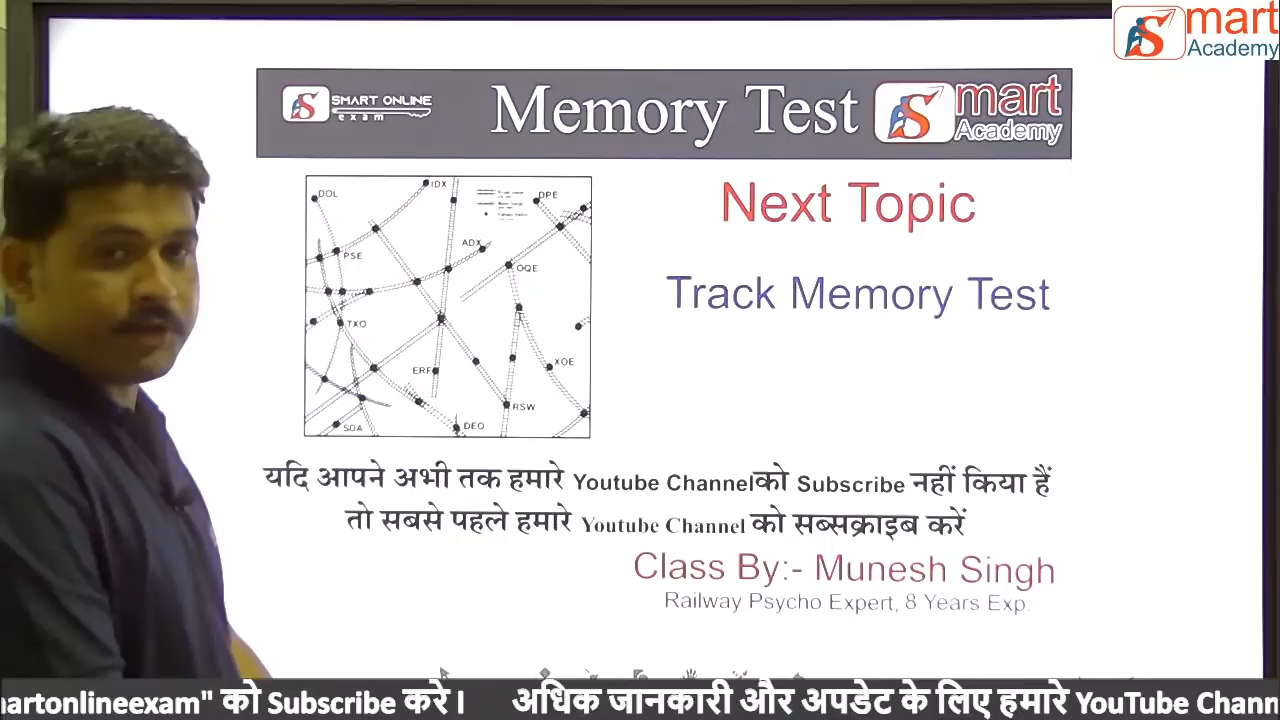 mart
Academy
SMART ONLINE
exam
Memory Test
mart
Academy
Next Topic
Track Memory Test
DOL
IDX
DPE
ADX
PSE
OQE
TXO
ERF
XOE
RSW
SDA
DEO
यदि आपने अभी तक हमारे Youtube Channelको Subscribe नहीं किया हैं
तो सबसे पहले हमारे Youtube Channel को सब्सक्राइब करें
Class By:- Munesh Singh
Railway Psycho Expert, 8 Years Exp.
martonlineexam" को Subscribe करे। अधिक जानकारी और अपडेट के लिए हमारे YouTube Chann